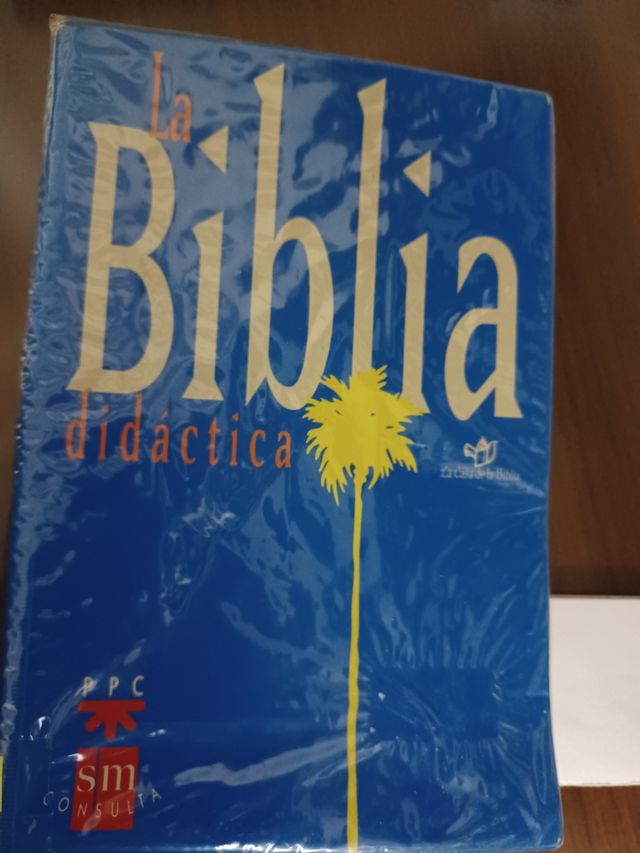 La
Biblia
didáctica
La Casa de la Biblia
PPC
sm
CONSULTA